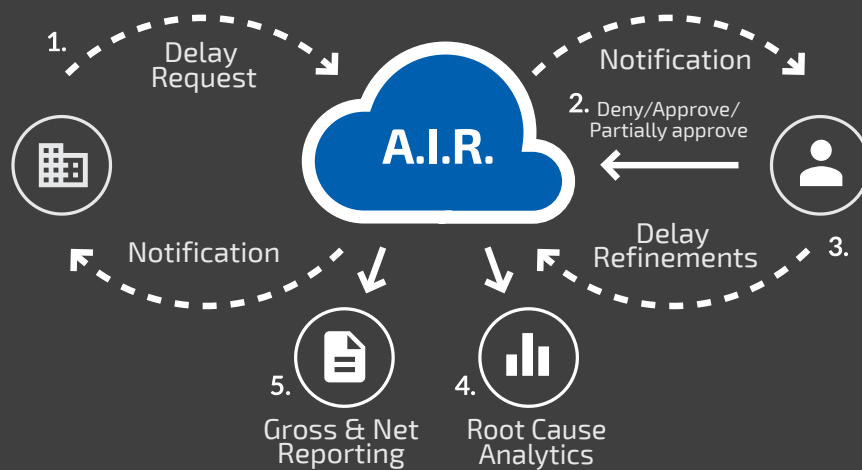 1.
Delay
Request
A.I.R.
Notification
2. Deny/Approve/
Partially approve
Delay
Refinements
3.
Notification
5.
Gross & Net
Reporting
4.
Root Cause
Analytics